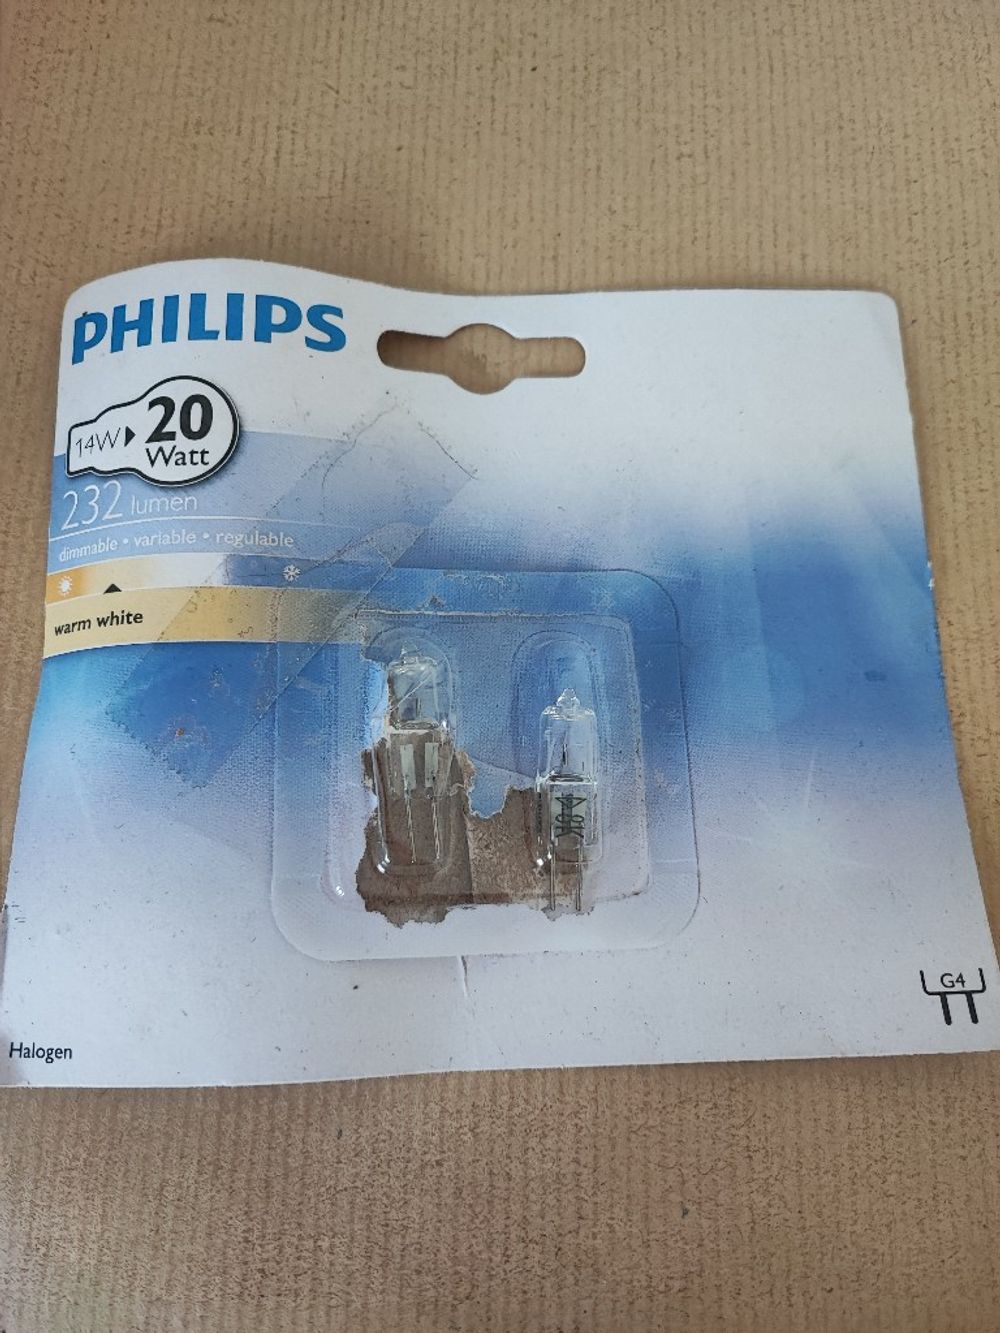 PHILIPS
14W 20
Watt
232 lumen
dimmable • variable • regulable
warm white
G4
Halogen